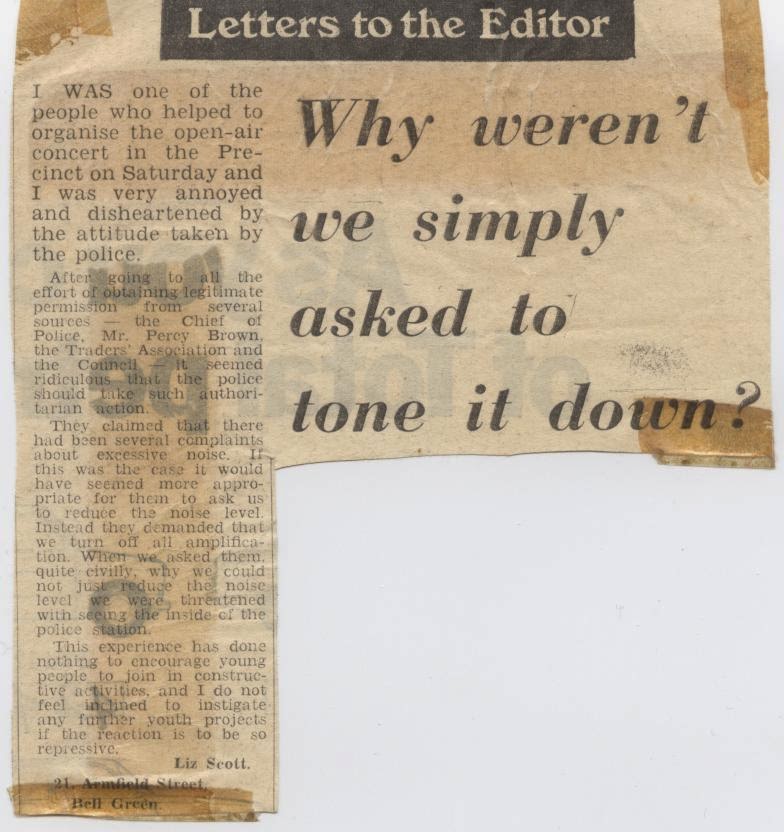 Letters to the Editor
Why weren't
we simply
asked to
tone it down?
I WAS one of the
people who helped to
organise the open-air
concert in the Pre-
cinct on Saturday and
I was very annoyed
and disheartened by
the attitude taken by
the police.
After going to all the
effort of obtaining legitimate
permission from several
sources — the Chief of
Police, Mr. Percy Brown,
the Traders' Association and
the Council — it seemed
ridiculous that the police
should take such authori-
tarian action.
They claimed that there
had been several complaints
about excessive noise. If
this was the case it would
have seemed more appro-
priate for them to ask us
to reduce the noise level.
Instead they demanded that
we turn off all amplifica-
tion. When we asked them,
quite civilly, why we could
not just reduce the noise
level we were threatened
with seeing the inside of the
police station.
This experience has done
nothing to encourage young
people to join in construc-
tive activities, and I do not
feel inclined to instigate
any further youth projects
if the reaction is to be so
repressive.
Liz Scott.
21, Armfield Street,
Bell Green.